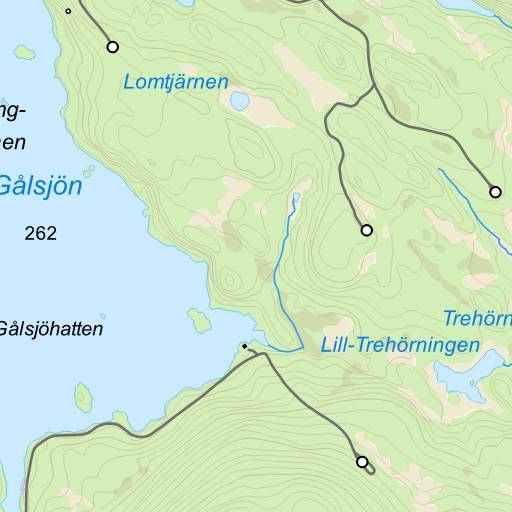 Lomtjärnen
ng-
en
Gålsjön
262
Gålsjöhatten
Trehörn
Lill-Trehörningen